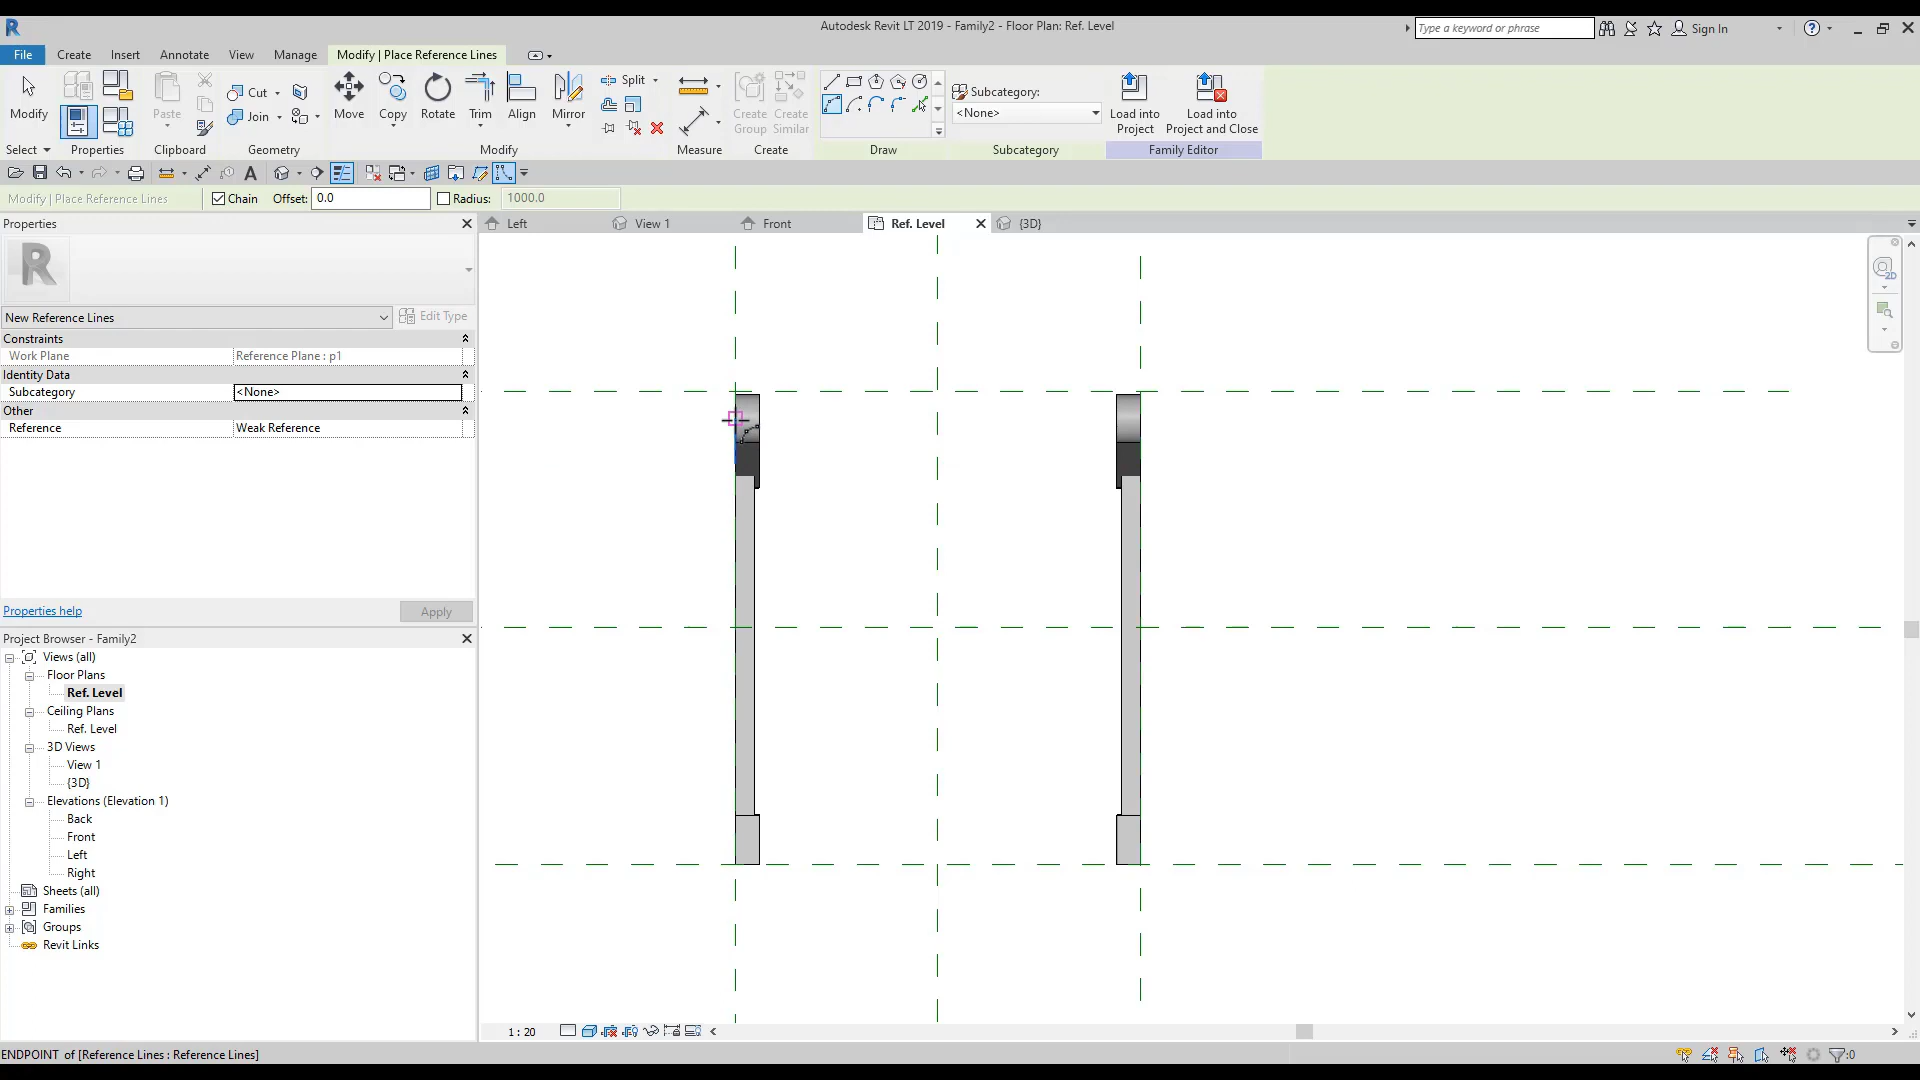 Autodesk Revit LT 2019 - Family2 - Floor Plan: Ref. Level
Type a keyword or phrase
Sign In
File
Create
Insert
Annotate
View
Manage
Modify | Place Reference Lines
Modify
Paste
Cut
Join
Move
Copy
Rotate
Trim
Align
Mirror
Split
Create
Group
Create
Similar
Subcategory:
<None>
Load into
Project
Load into
Project and Close
Select
Properties
Clipboard
Geometry
Modify
Measure
Create
Draw
Subcategory
Family Editor
Modify | Place Reference Lines
Chain
Offset:
0.0
Radius:
1000.0
Properties
Left
View 1
Front
Ref. Level
{3D}
New Reference Lines
Edit Type
Constraints
Work Plane
Reference Plane : p1
Identity Data
Subcategory
<None>
Other
Reference
Weak Reference
Properties help
Apply
Project Browser - Family2
Views (all)
Floor Plans
Ref. Level
Ceiling Plans
Ref. Level
3D Views
View 1
{3D}
Elevations (Elevation 1)
Back
Front
Left
Right
Sheets (all)
Families
Groups
Revit Links
2D
1 : 20
ENDPOINT of [Reference Lines : Reference Lines]
:0